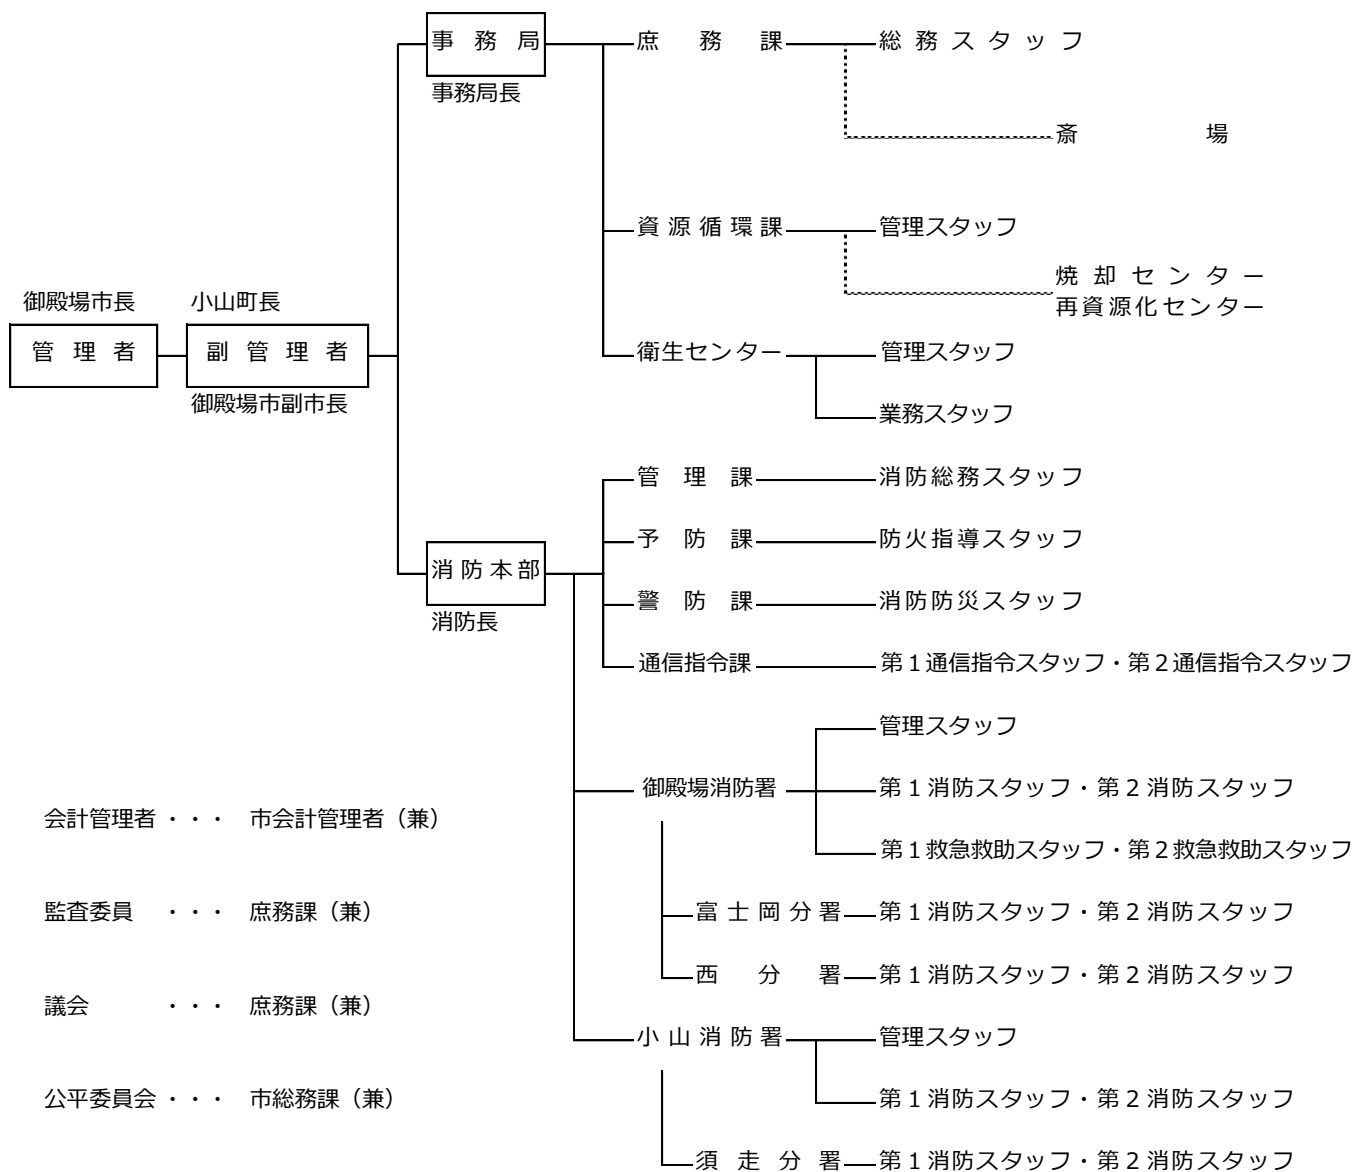 事務局 庶務課 総務スタッフ
事務局長
斎場
資源循環課 管理スタッフ
焼却センター
再資源化センター
御殿場市長 小山町長
管理者 副管理者 衛生センター 管理スタッフ
御殿場市副市長
業務スタッフ
管理課 消防総務スタッフ
予防課 防火指導スタッフ
消防本部
警防課 消防防災スタッフ
消防長
通信指令課 第1通信指令スタッフ・第2通信指令スタッフ
管理スタッフ
御殿場消防署 第1消防スタッフ・第2消防スタッフ
会計管理者・・・ 市会計管理者（兼）
第1救急救助スタッフ・第2救急救助スタッフ
監査委員 ・・・ 庶務課（兼） 富士岡分署 第1消防スタッフ・第2消防スタッフ
西分署 第1消防スタッフ・第2消防スタッフ
議会 ・・・ 庶務課（兼）
小山消防署 管理スタッフ
公平委員会・・・ 市総務課（兼） 第1消防スタッフ・第2消防スタッフ
須走分署 第1消防スタッフ・第2消防スタッフ